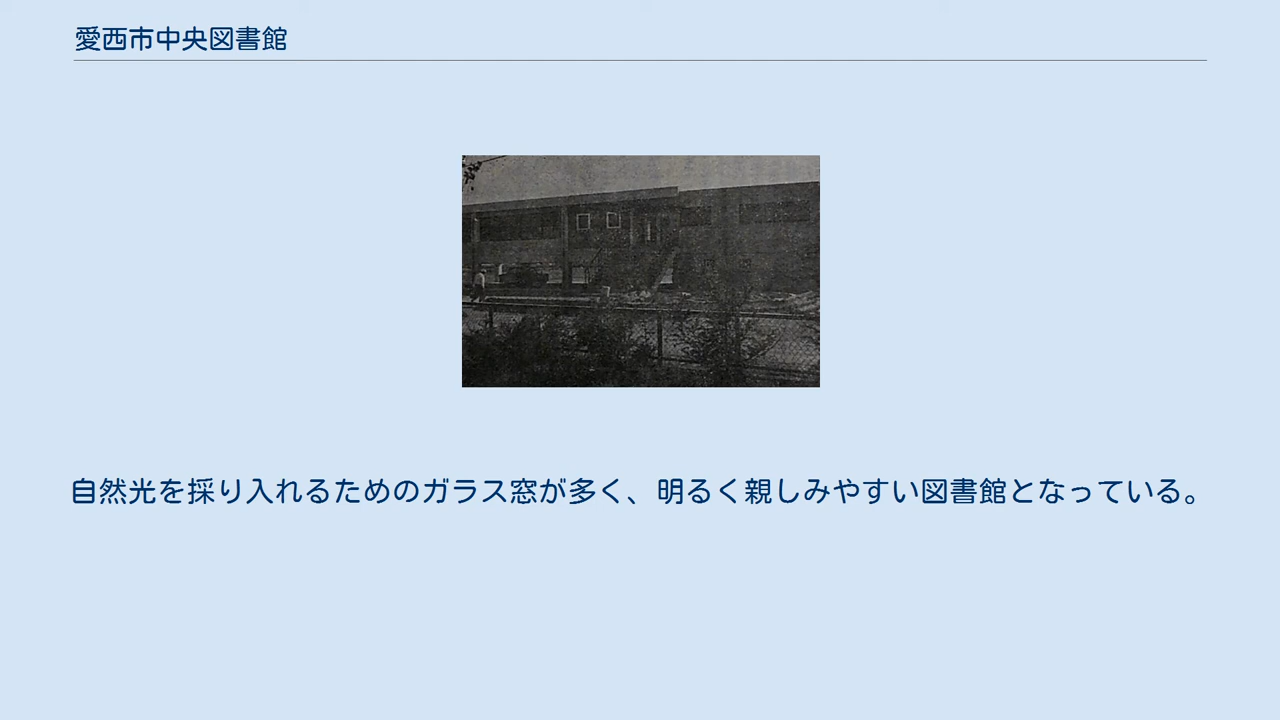 愛西市中央図書館
自然光を採り入れるためのガラス窓が多く、明るく親しみやすい図書館となっている。